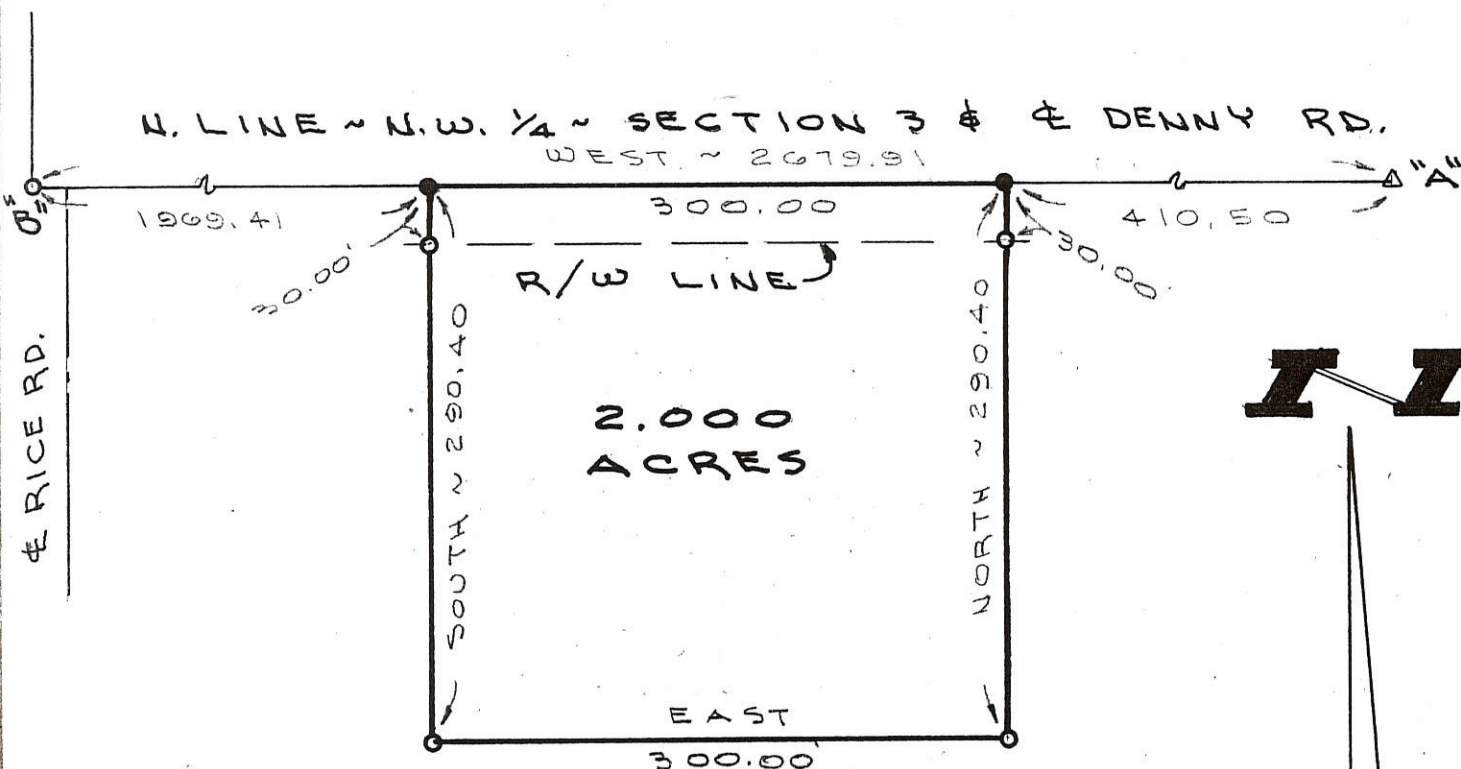 N. LINE ~ N.W. 1/4 ~ SECTION 3 & ℄ DENNY RD.
WEST ~ 2679.91
"B"
1969.41
300.00
410.50
"A"
30.00'
30.00
R/W LINE
℄ RICE RD.
SOUTH ~ 290.40
NORTH ~ 290.40
2.000
ACRES
N
EAST
300.00'